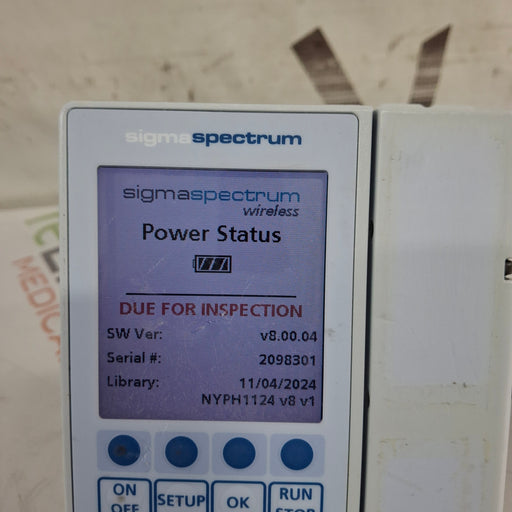 sigmaspectrum
sigmaspectrum
wireless
Power Status
DUE FOR INSPECTION
SW Ver: v8.00.04
Serial #: 2098301
Library: 11/04/2024
NYPH1124 v8 v1
ON OFF SETUP OK RUN STOP
MEDICA